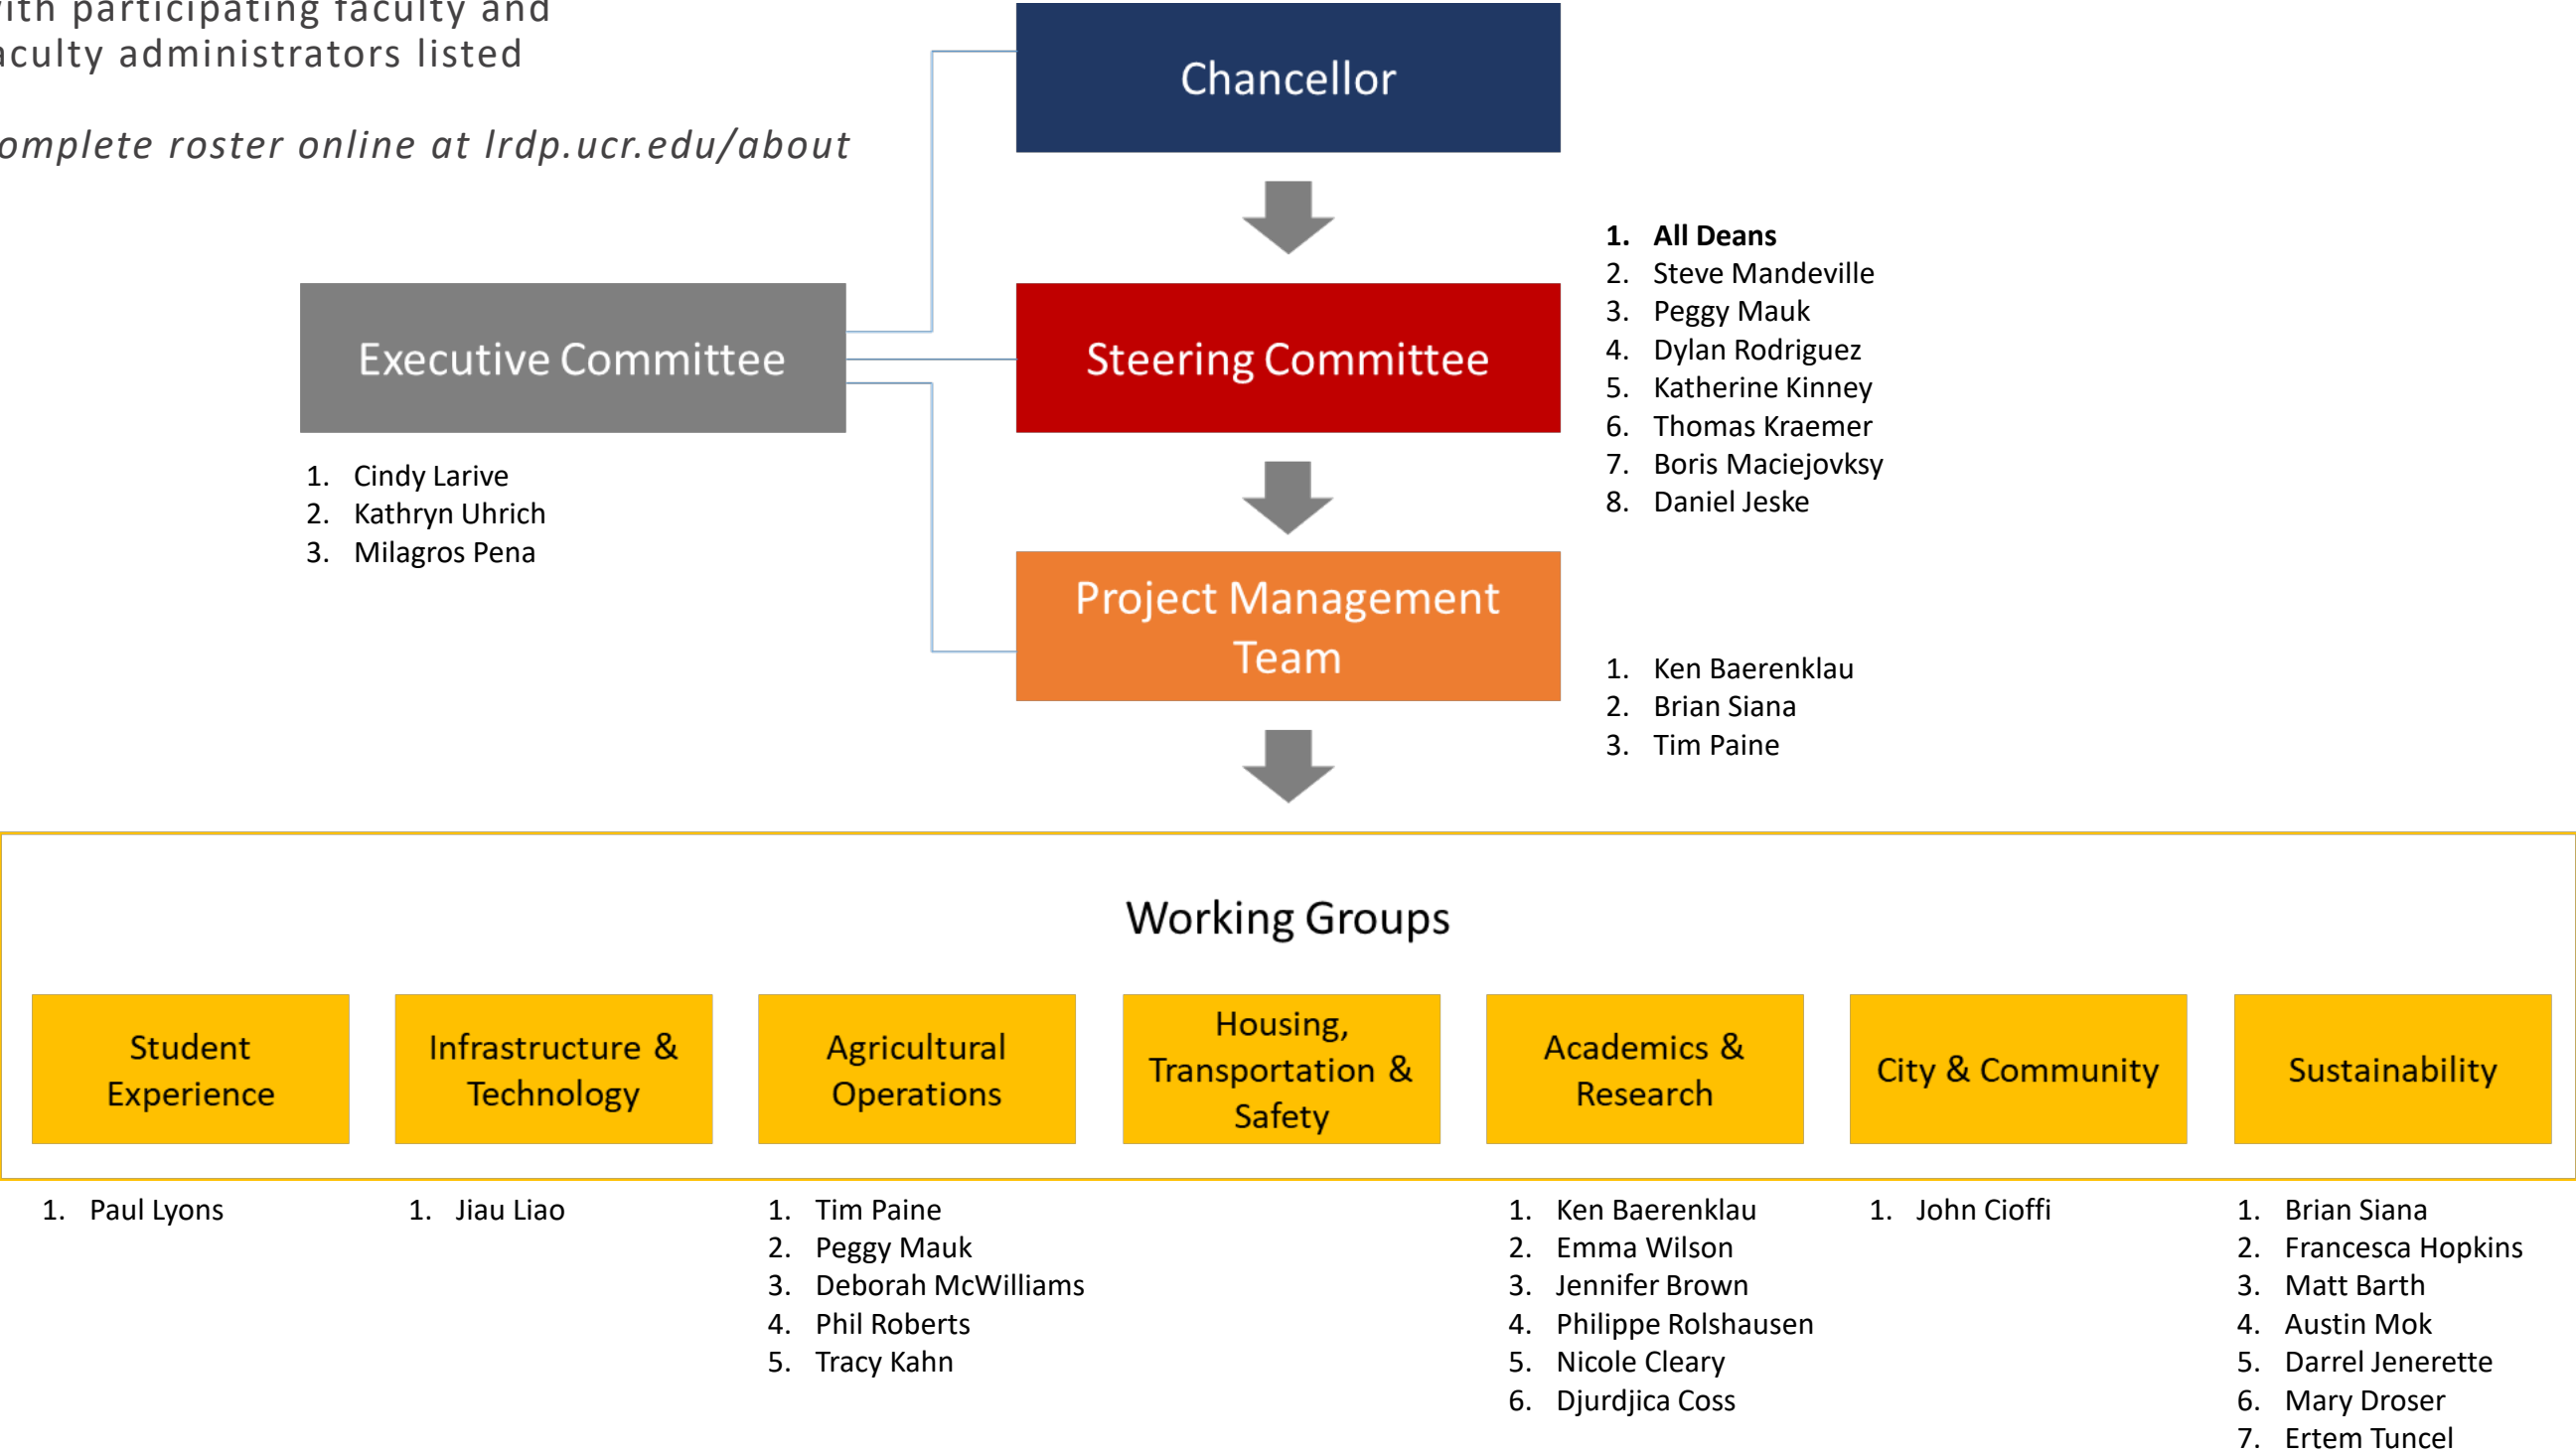 with participating faculty and
aculty administrators listed
omplete roster online at lrdp.ucr.edu/about
Chancellor
Executive Committee
1. Cindy Larive
2. Kathryn Uhrich
3. Milagros Pena
Steering Committee
1. All Deans
2. Steve Mandeville
3. Peggy Mauk
4. Dylan Rodriguez
5. Katherine Kinney
6. Thomas Kraemer
7. Boris Maciejovksy
8. Daniel Jeske
Project Management
Team
1. Ken Baerenklau
2. Brian Siana
3. Tim Paine
Working Groups
Student
Experience
Infrastructure &
Technology
Agricultural
Operations
Housing,
Transportation &
Safety
Academics &
Research
City & Community
Sustainability
1. Paul Lyons
1. Jiau Liao
1. Tim Paine
2. Peggy Mauk
3. Deborah McWilliams
4. Phil Roberts
5. Tracy Kahn
1. Ken Baerenklau
2. Emma Wilson
3. Jennifer Brown
4. Philippe Rolshausen
5. Nicole Cleary
6. Djurdjica Coss
1. John Cioffi
1. Brian Siana
2. Francesca Hopkins
3. Matt Barth
4. Austin Mok
5. Darrel Jenerette
6. Mary Droser
7. Ertem Tuncel